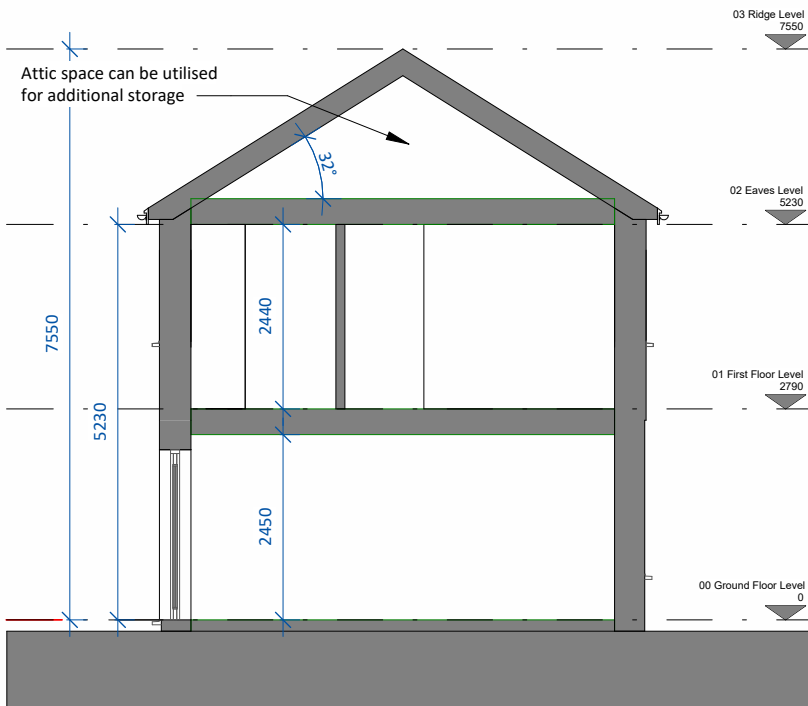 03 Ridge Level
7550
Attic space can be utilised
for additional storage
32°
02 Eaves Level
5230
7550
2440
01 First Floor Level
2790
5230
2450
00 Ground Floor Level
0